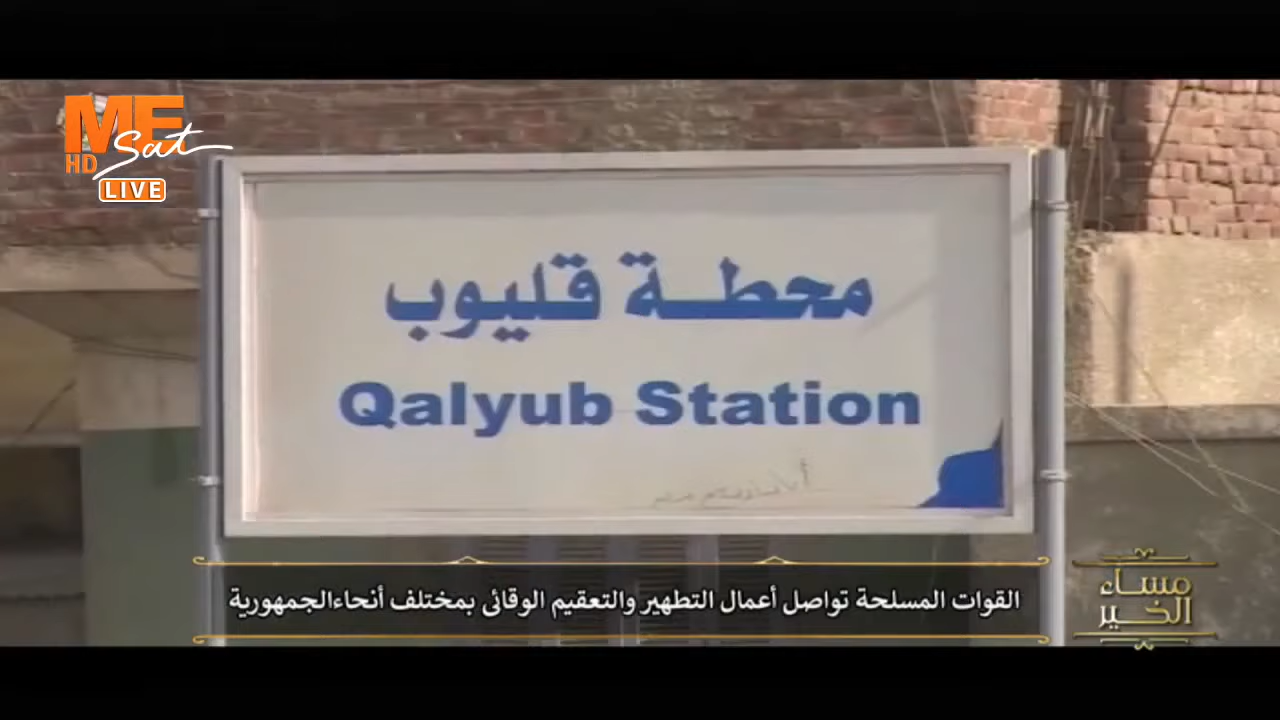 ME
Sat
HD
LIVE
محطة قليوب
Qalyub Station
القوات المسلحة تواصل أعمال التطهير والتعقيم الوقائى بمختلف أنحاءالجمهورية
مساء
الخير